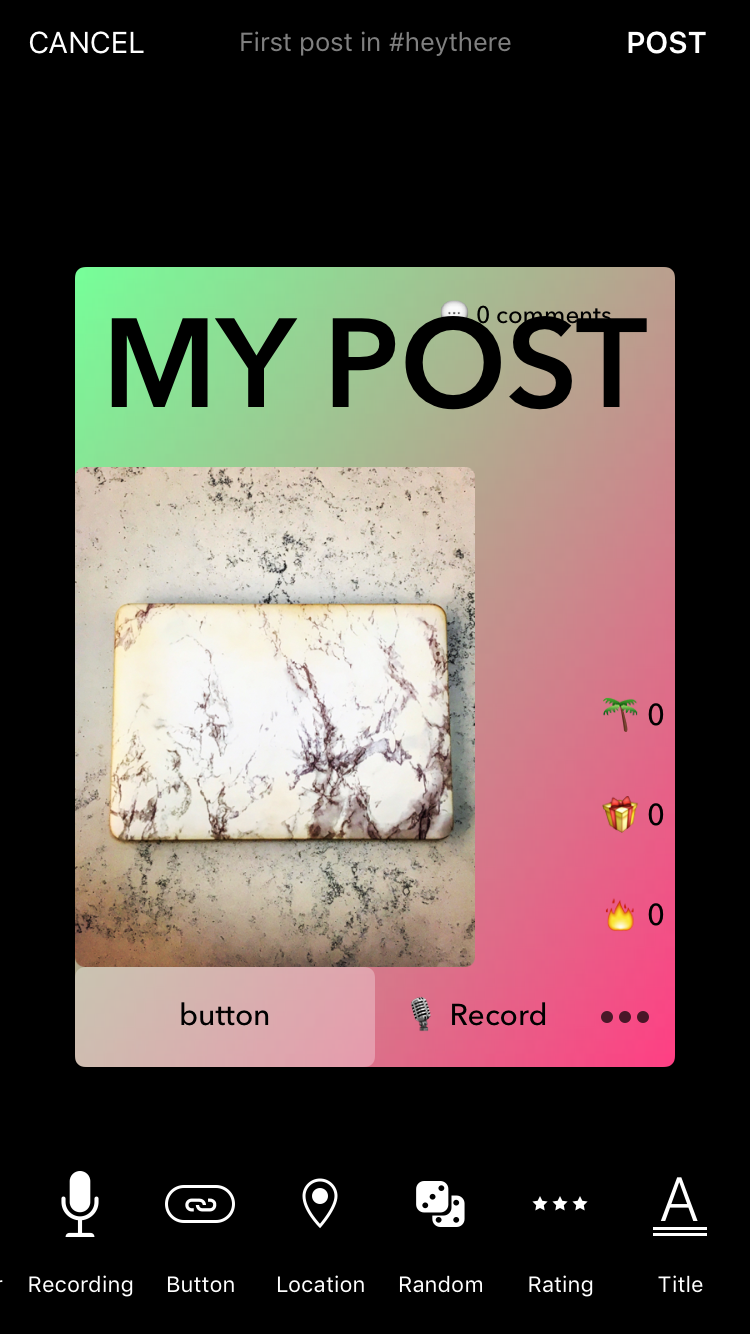 CANCEL First post in #heythere POST
0 comments
MY POST
0
0
0
button Record
r Recording Button Location Random Rating Title
A